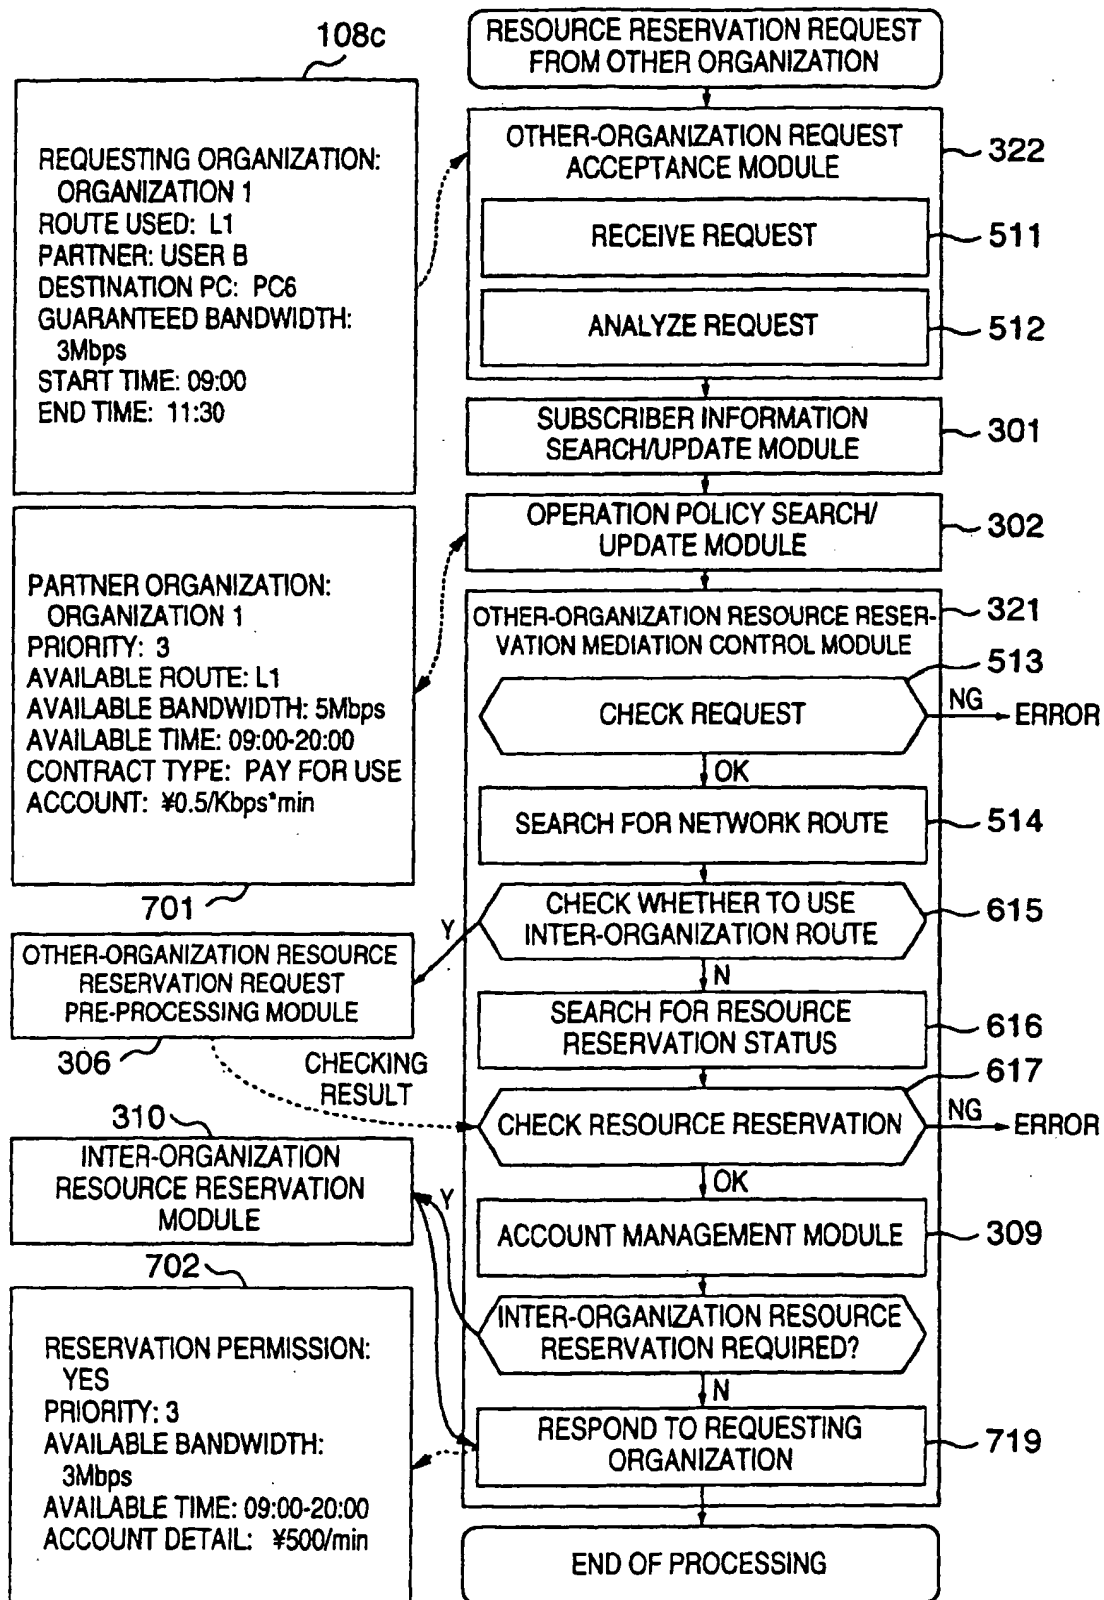 RESOURCE RESERVATION REQUEST
FROM OTHER ORGANIZATION
108c
REQUESTING ORGANIZATION:
ORGANIZATION 1
ROUTE USED: L1
PARTNER: USER B
DESTINATION PC: PC6
GUARANTEED BANDWIDTH:
3Mbps
START TIME: 09:00
END TIME: 11:30
OTHER-ORGANIZATION REQUEST
ACCEPTANCE MODULE
322
RECEIVE REQUEST
511
ANALYZE REQUEST
512
SUBSCRIBER INFORMATION
SEARCH/UPDATE MODULE
301
OPERATION POLICY SEARCH/
UPDATE MODULE
302
PARTNER ORGANIZATION:
ORGANIZATION 1
PRIORITY: 3
AVAILABLE ROUTE: L1
AVAILABLE BANDWIDTH: 5Mbps
AVAILABLE TIME: 09:00-20:00
CONTRACT TYPE: PAY FOR USE
ACCOUNT: ¥0.5/Kbps*min
701
OTHER-ORGANIZATION RESOURCE RESER-
VATION MEDIATION CONTROL MODULE
321
513
CHECK REQUEST
NG
ERROR
OK
SEARCH FOR NETWORK ROUTE
514
CHECK WHETHER TO USE
INTER-ORGANIZATION ROUTE
615
Y
N
OTHER-ORGANIZATION RESOURCE
RESERVATION REQUEST
PRE-PROCESSING MODULE
306
CHECKING
RESULT
SEARCH FOR RESOURCE
RESERVATION STATUS
616
617
CHECK RESOURCE RESERVATION
NG
ERROR
OK
310
INTER-ORGANIZATION
RESOURCE RESERVATION
MODULE
Y
ACCOUNT MANAGEMENT MODULE
309
INTER-ORGANIZATION RESOURCE
RESERVATION REQUIRED?
N
702
RESERVATION PERMISSION:
YES
PRIORITY: 3
AVAILABLE BANDWIDTH:
3Mbps
AVAILABLE TIME: 09:00-20:00
ACCOUNT DETAIL: ¥500/min
RESPOND TO REQUESTING
ORGANIZATION
719
END OF PROCESSING